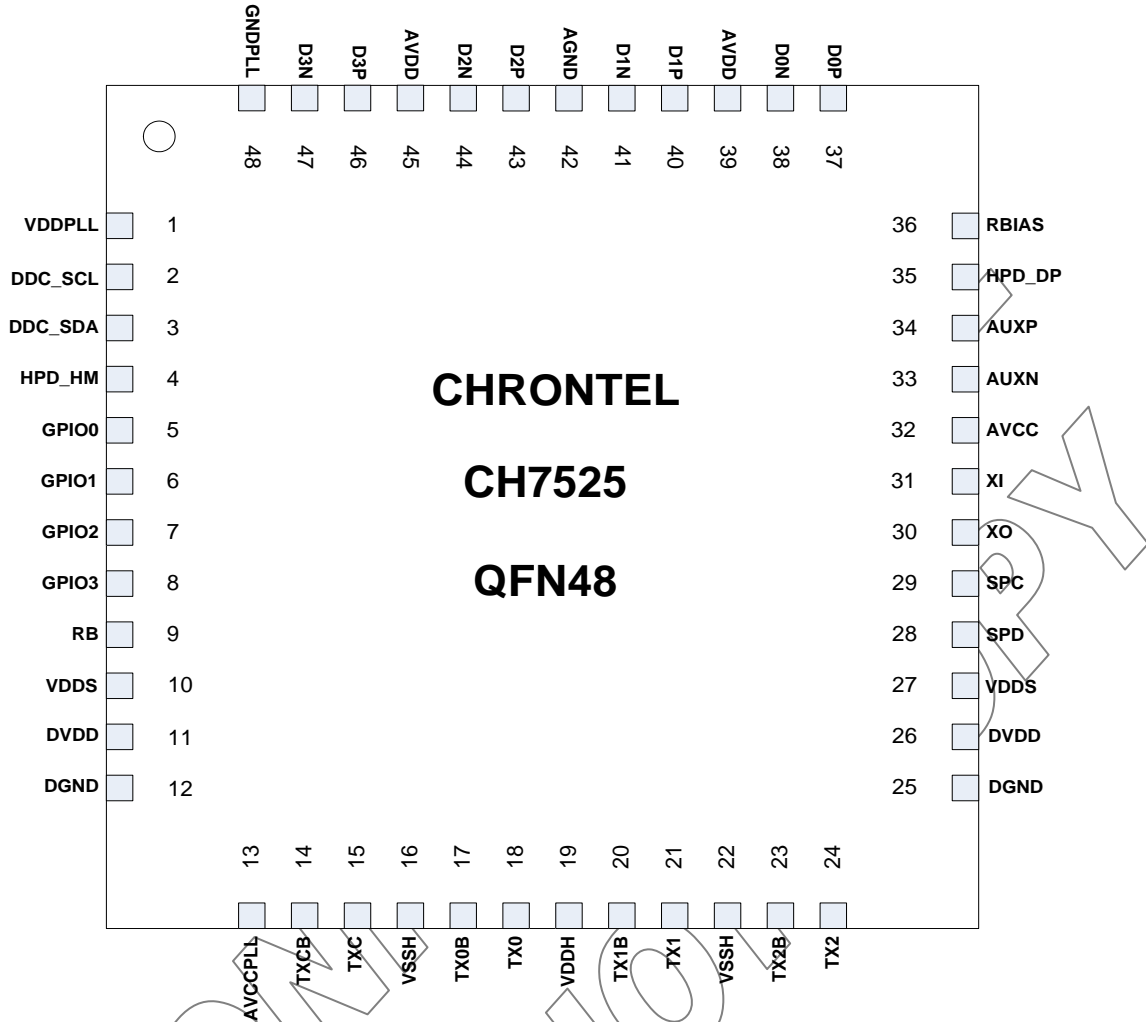 GNDPLL
D3N
D3P
AVDD
D2N
D2P
AGND
D1N
D1P
AVDD
D0N
D0P
48
47
46
45
44
43
42
41
40
39
38
37
VDDPLL 1
DDC_SCL 2
DDC_SDA 3
HPD_HM 4
GPIO0 5
GPIO1 6
GPIO2 7
GPIO3 8
RB 9
VDDS 10
DVDD 11
DGND 12
CHRONTEL
CH7525
QFN48
36 RBIAS
35 HPD_DP
34 AUXP
33 AUXN
32 AVCC
31 XI
30 XO
29 SPC
28 SPD
27 VDDS
26 DVDD
25 DGND
13
14
15
16
17
18
19
20
21
22
23
24
AVCCPLL
TXCB
TXC
VSSH
TX0B
TX0
VDDH
TX1B
TX1
VSSH
TX2B
TX2